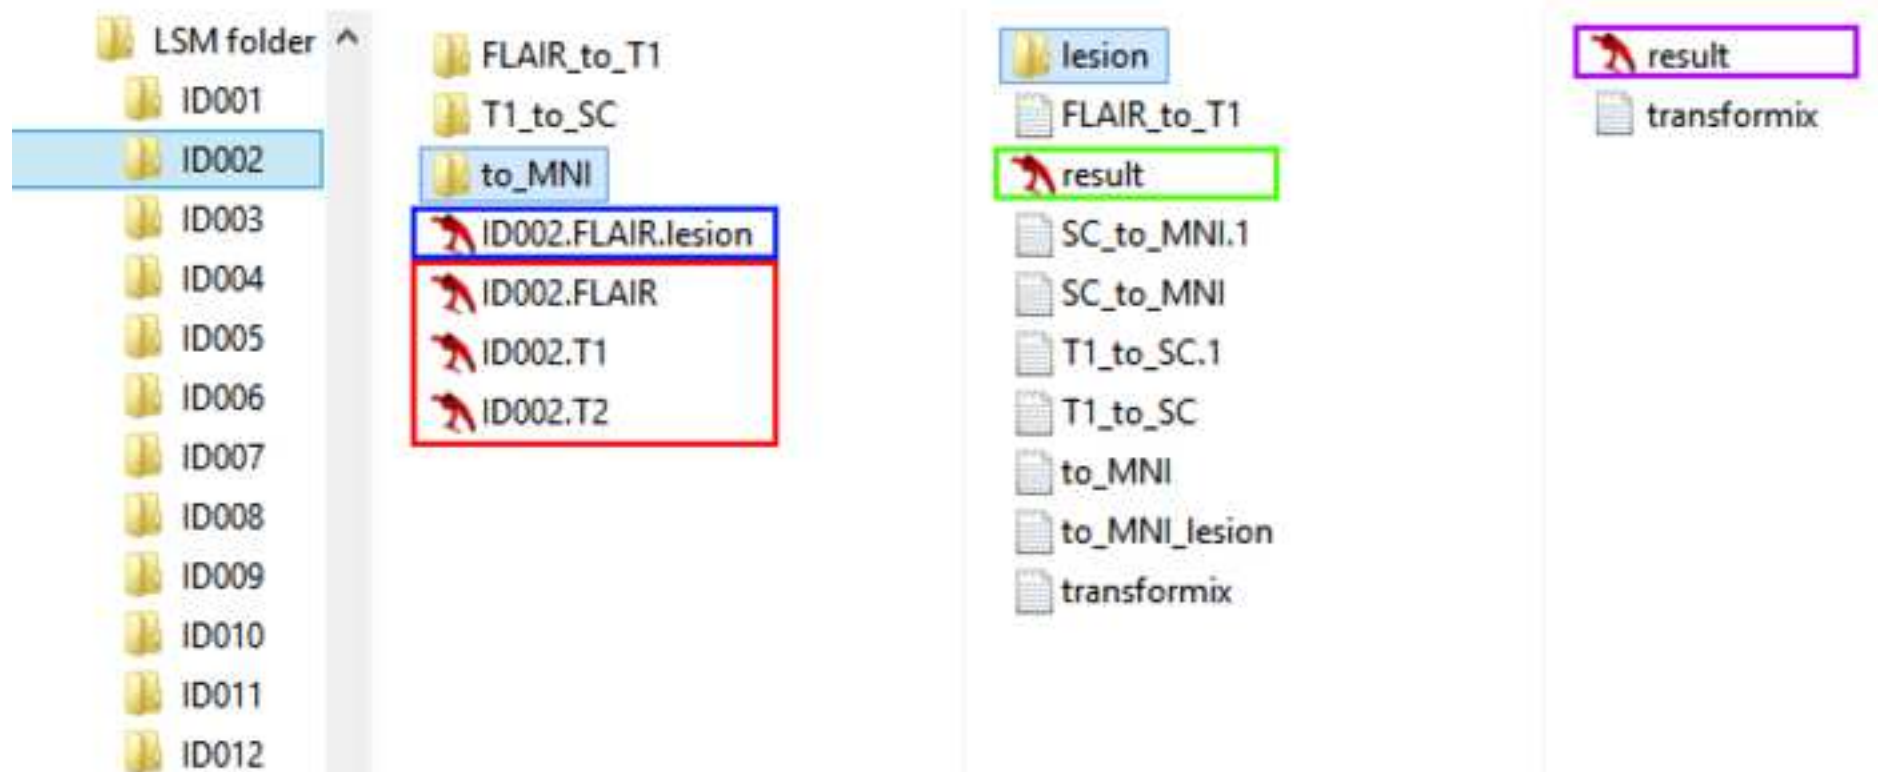 LSM folder
ID001
ID002
ID003
ID004
ID005
ID006
ID007
ID008
ID009
ID010
ID011
ID012
FLAIR_to_T1
T1_to_SC
to_MNI
ID002.FLAIR.lesion
ID002.FLAIR
ID002.T1
ID002.T2
lesion
FLAIR_to_T1
result
SC_to_MNI.1
SC_to_MNI
T1_to_SC.1
T1_to_SC
to_MNI
to_MNI_lesion
transformix
result
transformix